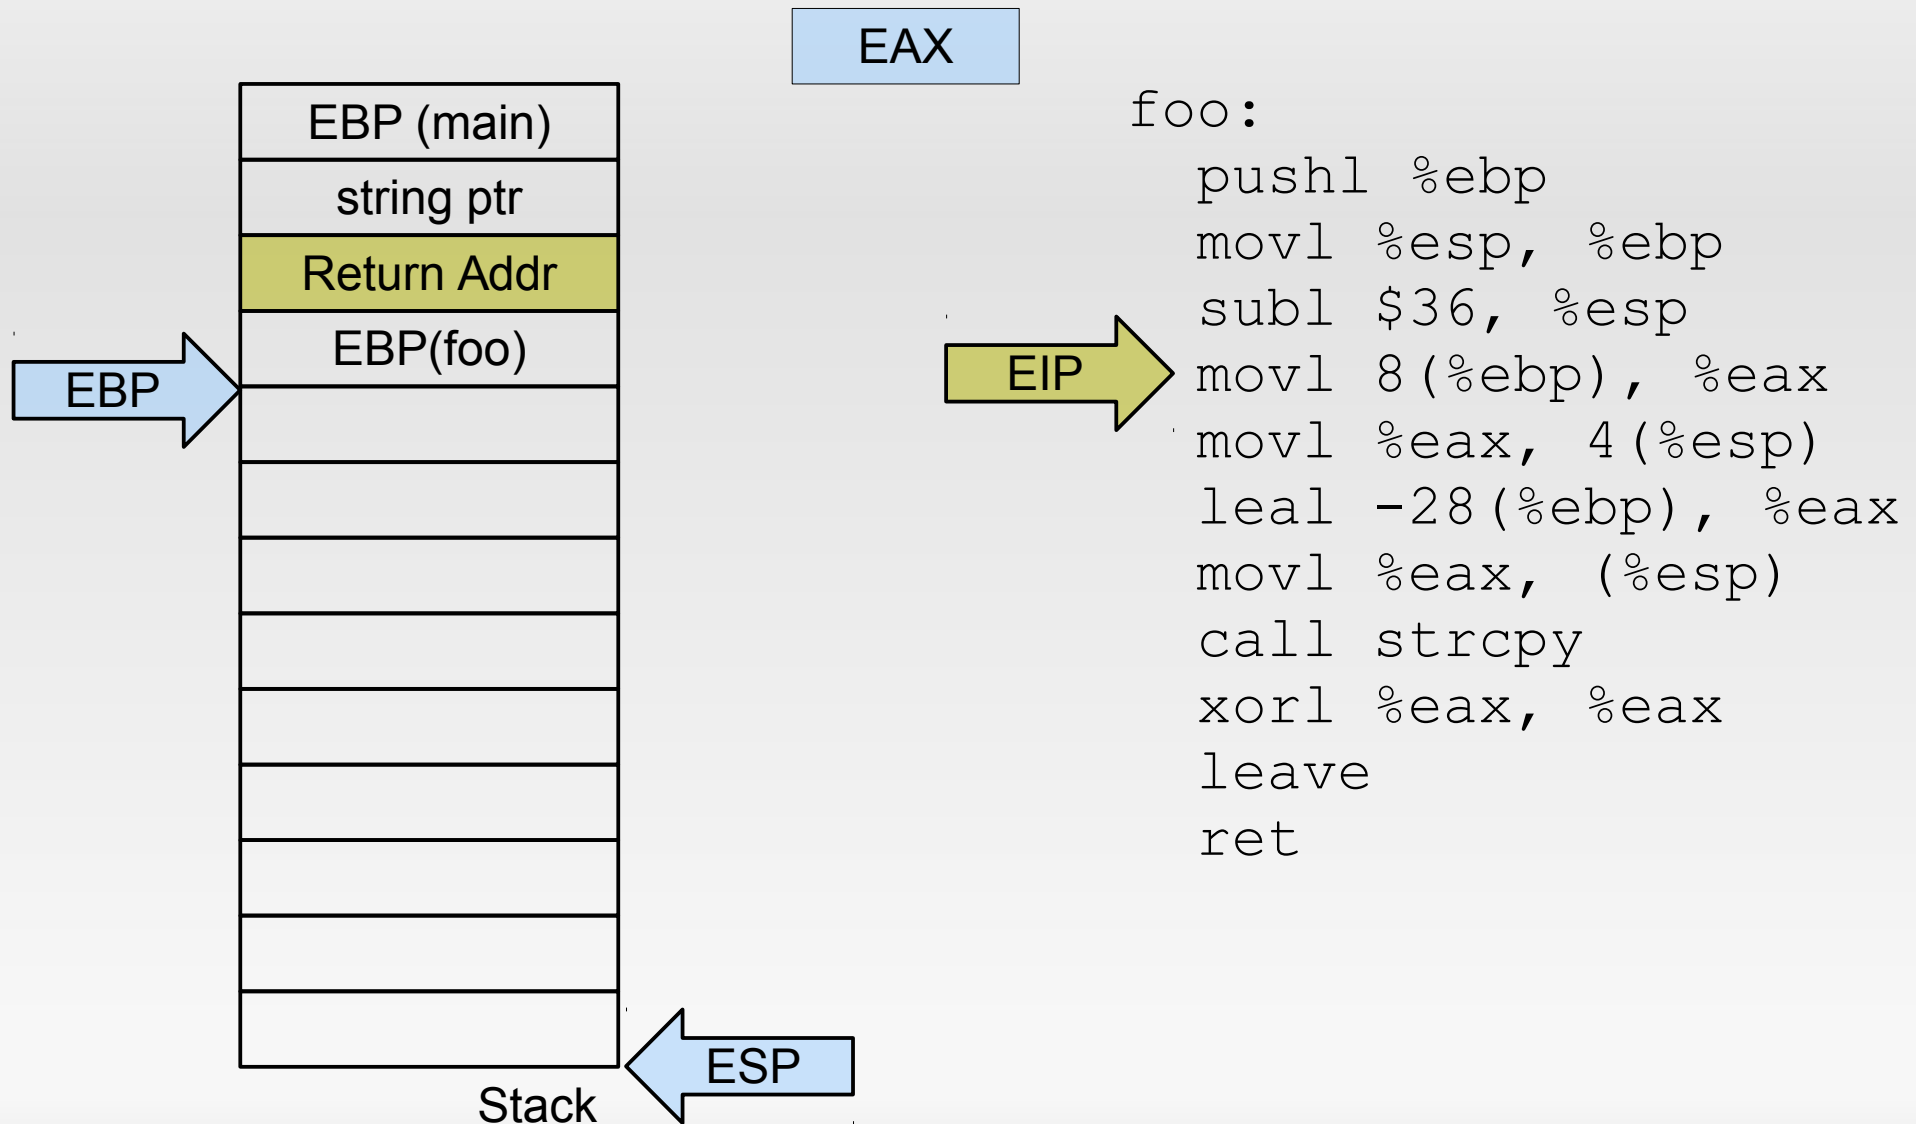 EAX
EBP (main)
string ptr
Return Addr
EBP(foo)
EBP
ESP
Stack
EIP
foo:
pushl %ebp
movl %esp, %ebp
subl $36, %esp
movl 8(%ebp), %eax
movl %eax, 4(%esp)
leal -28(%ebp), %eax
movl %eax, (%esp)
call strcpy
xorl %eax, %eax
leave
ret